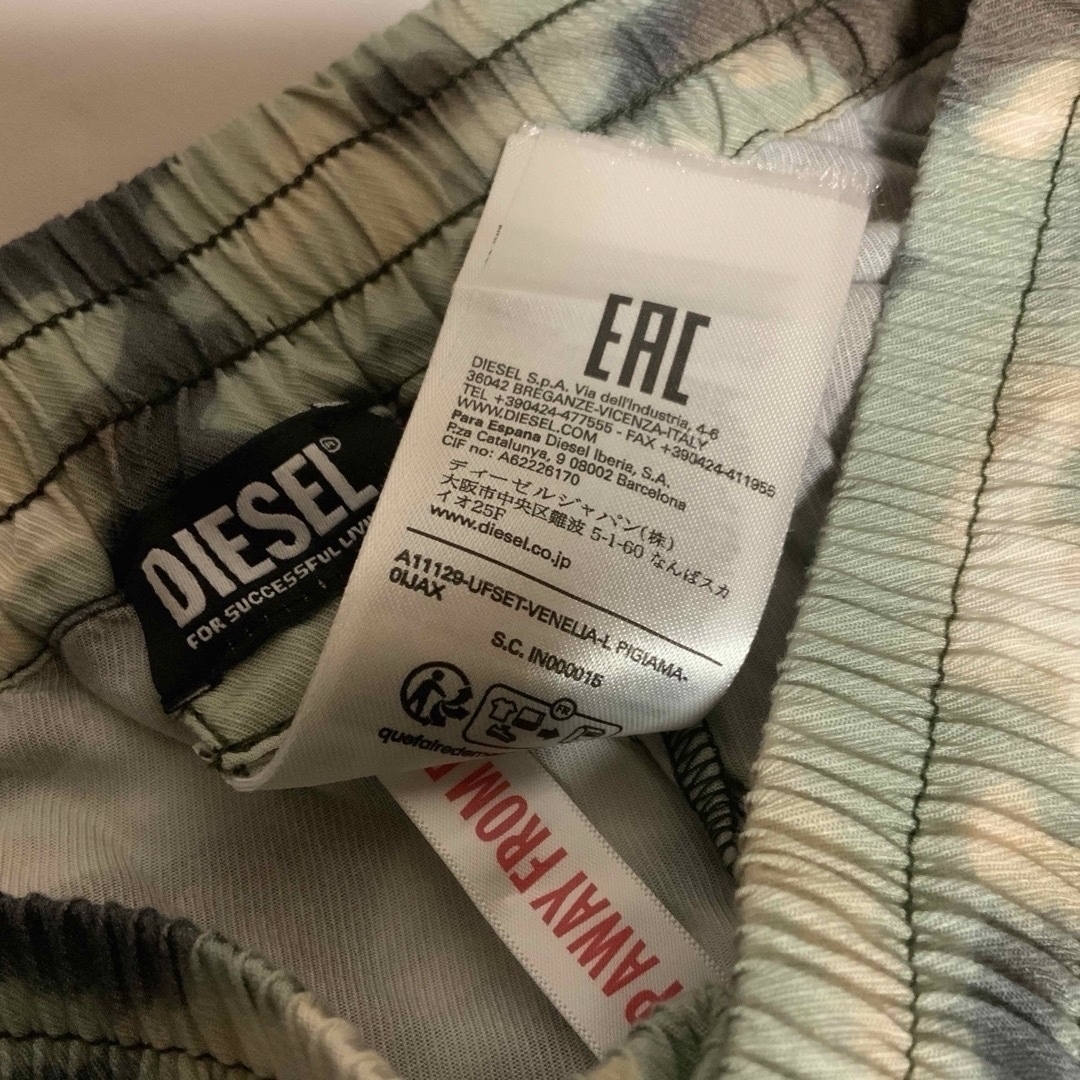 EAC
DIESEL S.p.A. Via dell'Industria, 4-6
36042 BREGANZE-VICENZA-ITALY
TEL +390424-477555 - FAX +390424-411955
WWW.DIESEL.COM
Para Espana Diesel Iberia, S.A.
P.za Catalunya, 9 08002 Barcelona
CIF no: A62226170
ディーゼルジャパン(株)
大阪市中央区難波 5-1-60 なんばスカ
イオ25F
www.diesel.co.jp
A11129-UFSET-VENELIA-L PIGIAMA-
0IJAX
S.C. IN000015
FR
quefairedeme
DIESEL®
FOR SUCCESSFUL LIVIN
P AWAY FROM